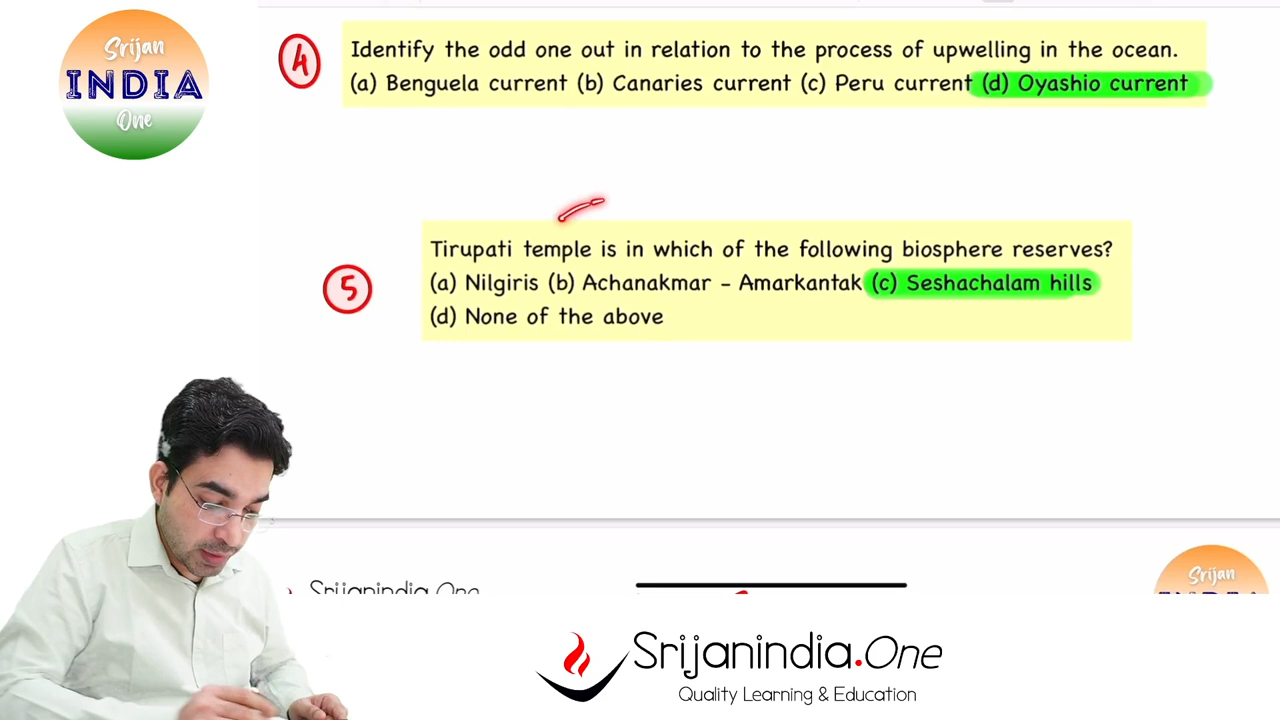 Srijan
INDIA
One
4
Identify the odd one out in relation to the process of upwelling in the ocean.
(a) Benguela current (b) Canaries current (c) Peru current (d) Oyashio current
5
Tirupati temple is in which of the following biosphere reserves?
(a) Nilgiris (b) Achanakmar - Amarkantak (c) Seshachalam hills
(d) None of the above
Srijanindia.One
Srijan
Srijanindia.One
Quality Learning & Education